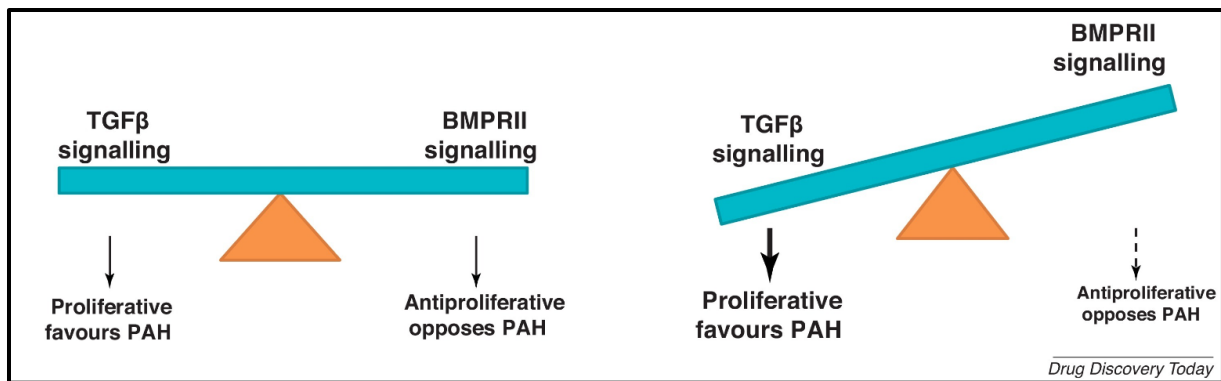 TGFβ
signalling
BMPRII
signalling
Proliferative
favours PAH
Antiproliferative
opposes PAH
BMPRII
signalling
TGFβ
signalling
Proliferative
favours PAH
Antiproliferative
opposes PAH
Drug Discovery Today